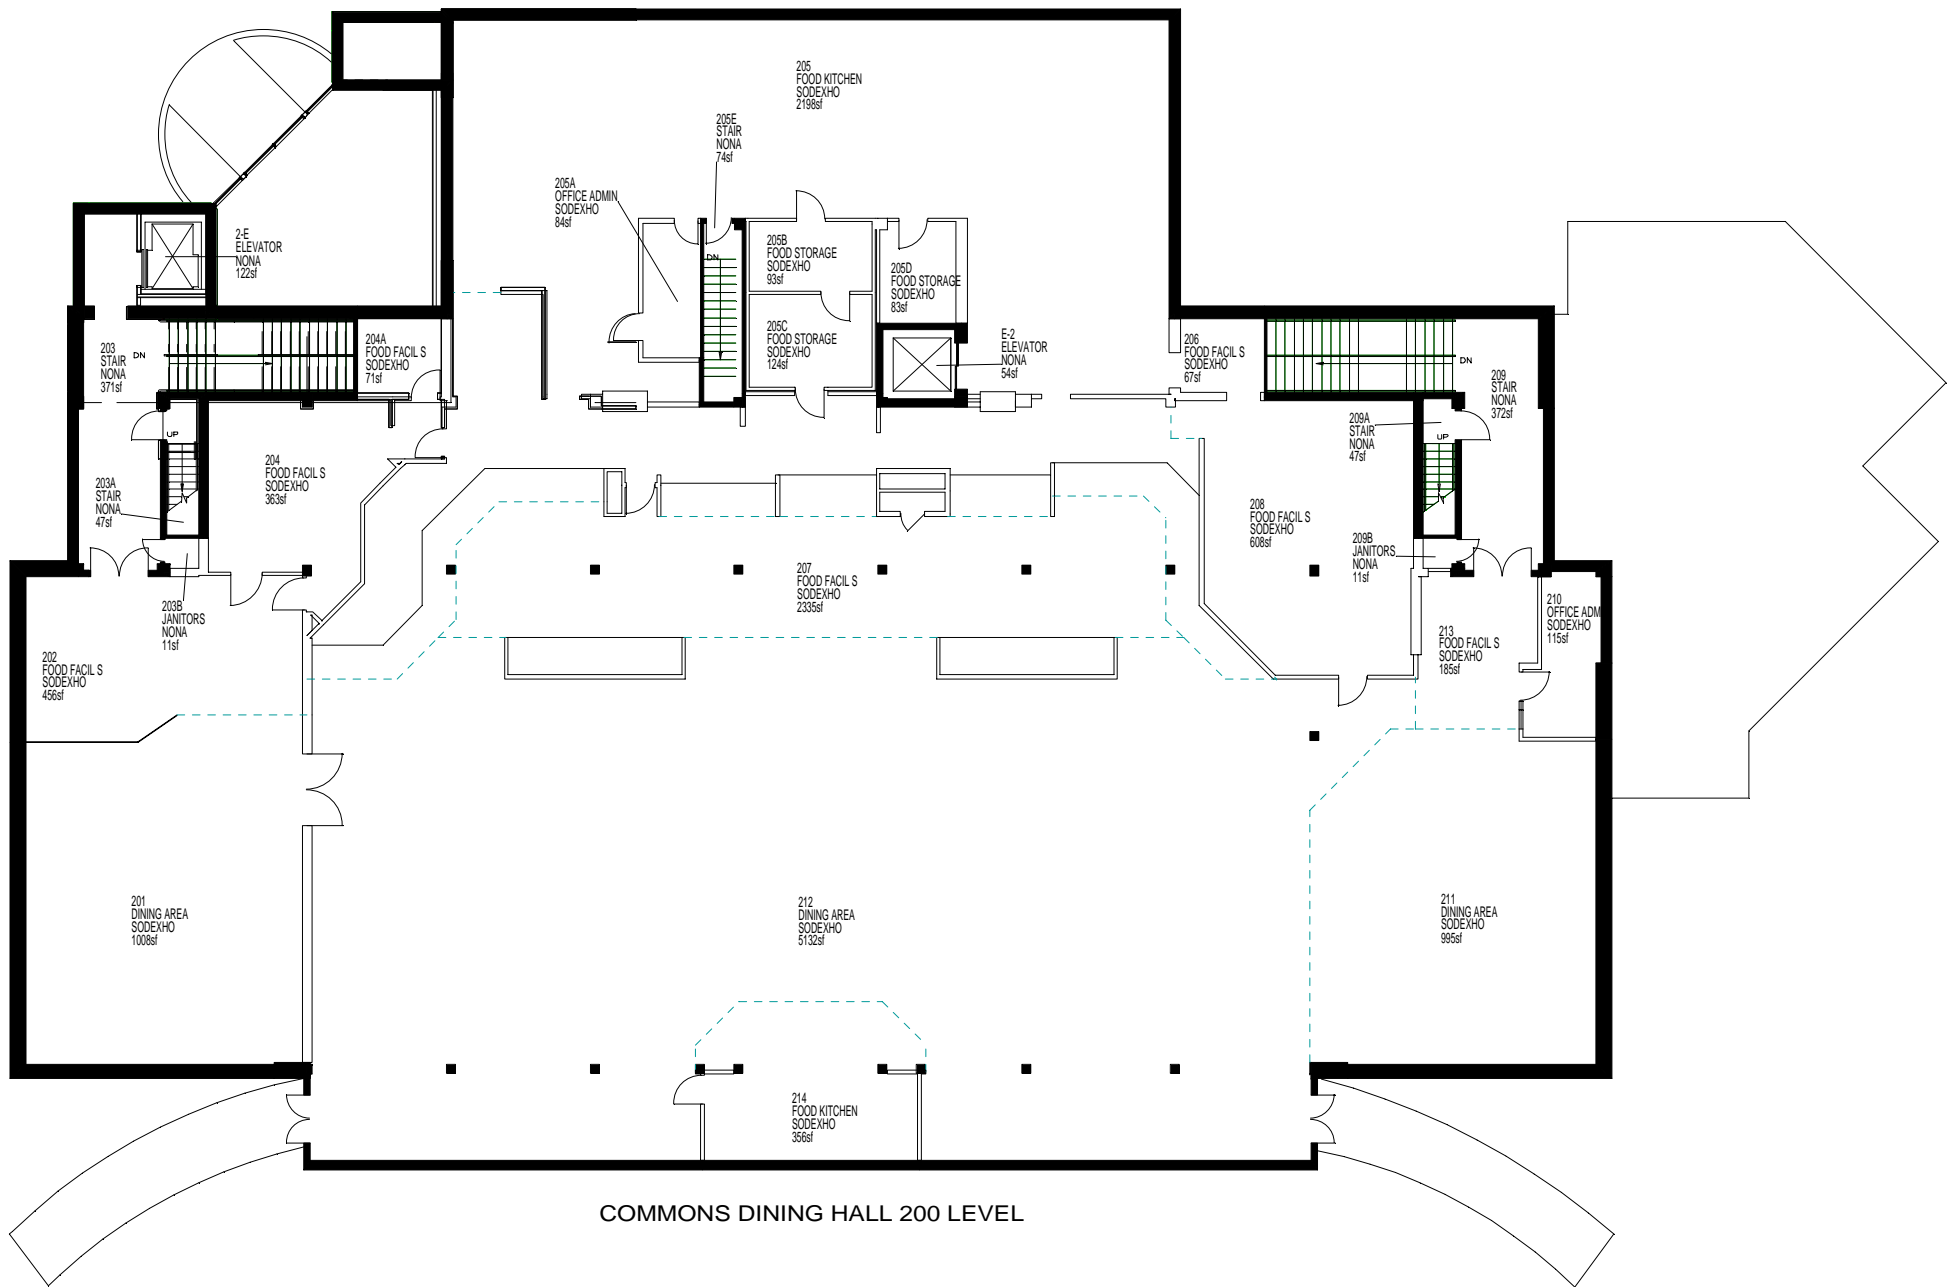 205
FOOD KITCHEN
SODEXHO
2198sf
205E
STAIR
NONA
74sf
205A
OFFICE ADMIN
SODEXHO
84sf
2-E
ELEVATOR
NONA
122sf
DN
205B
FOOD STORAGE
SODEXHO
93sf
205D
FOOD STORAGE
SODEXHO
83sf
205C
FOOD STORAGE
SODEXHO
124sf
E-2
ELEVATOR
NONA
54sf
203
STAIR
NONA
371sf
DN
204A
FOOD FACIL S
SODEXHO
71sf
206
FOOD FACIL S
SODEXHO
67sf
DN
209
STAIR
NONA
372sf
209A
STAIR
NONA
47sf
UP
UP
204
FOOD FACIL S
SODEXHO
363sf
203A
STAIR
NONA
47sf
208
FOOD FACIL S
SODEXHO
608sf
209B
JANITORS
NONA
11sf
207
FOOD FACIL S
SODEXHO
2335sf
203B
JANITORS
NONA
11sf
210
OFFICE ADM
SODEXHO
115sf
213
FOOD FACIL S
SODEXHO
185sf
202
FOOD FACIL S
SODEXHO
456sf
201
DINING AREA
SODEXHO
1008sf
212
DINING AREA
SODEXHO
5132sf
211
DINING AREA
SODEXHO
995sf
214
FOOD KITCHEN
SODEXHO
356sf
COMMONS DINING HALL 200 LEVEL